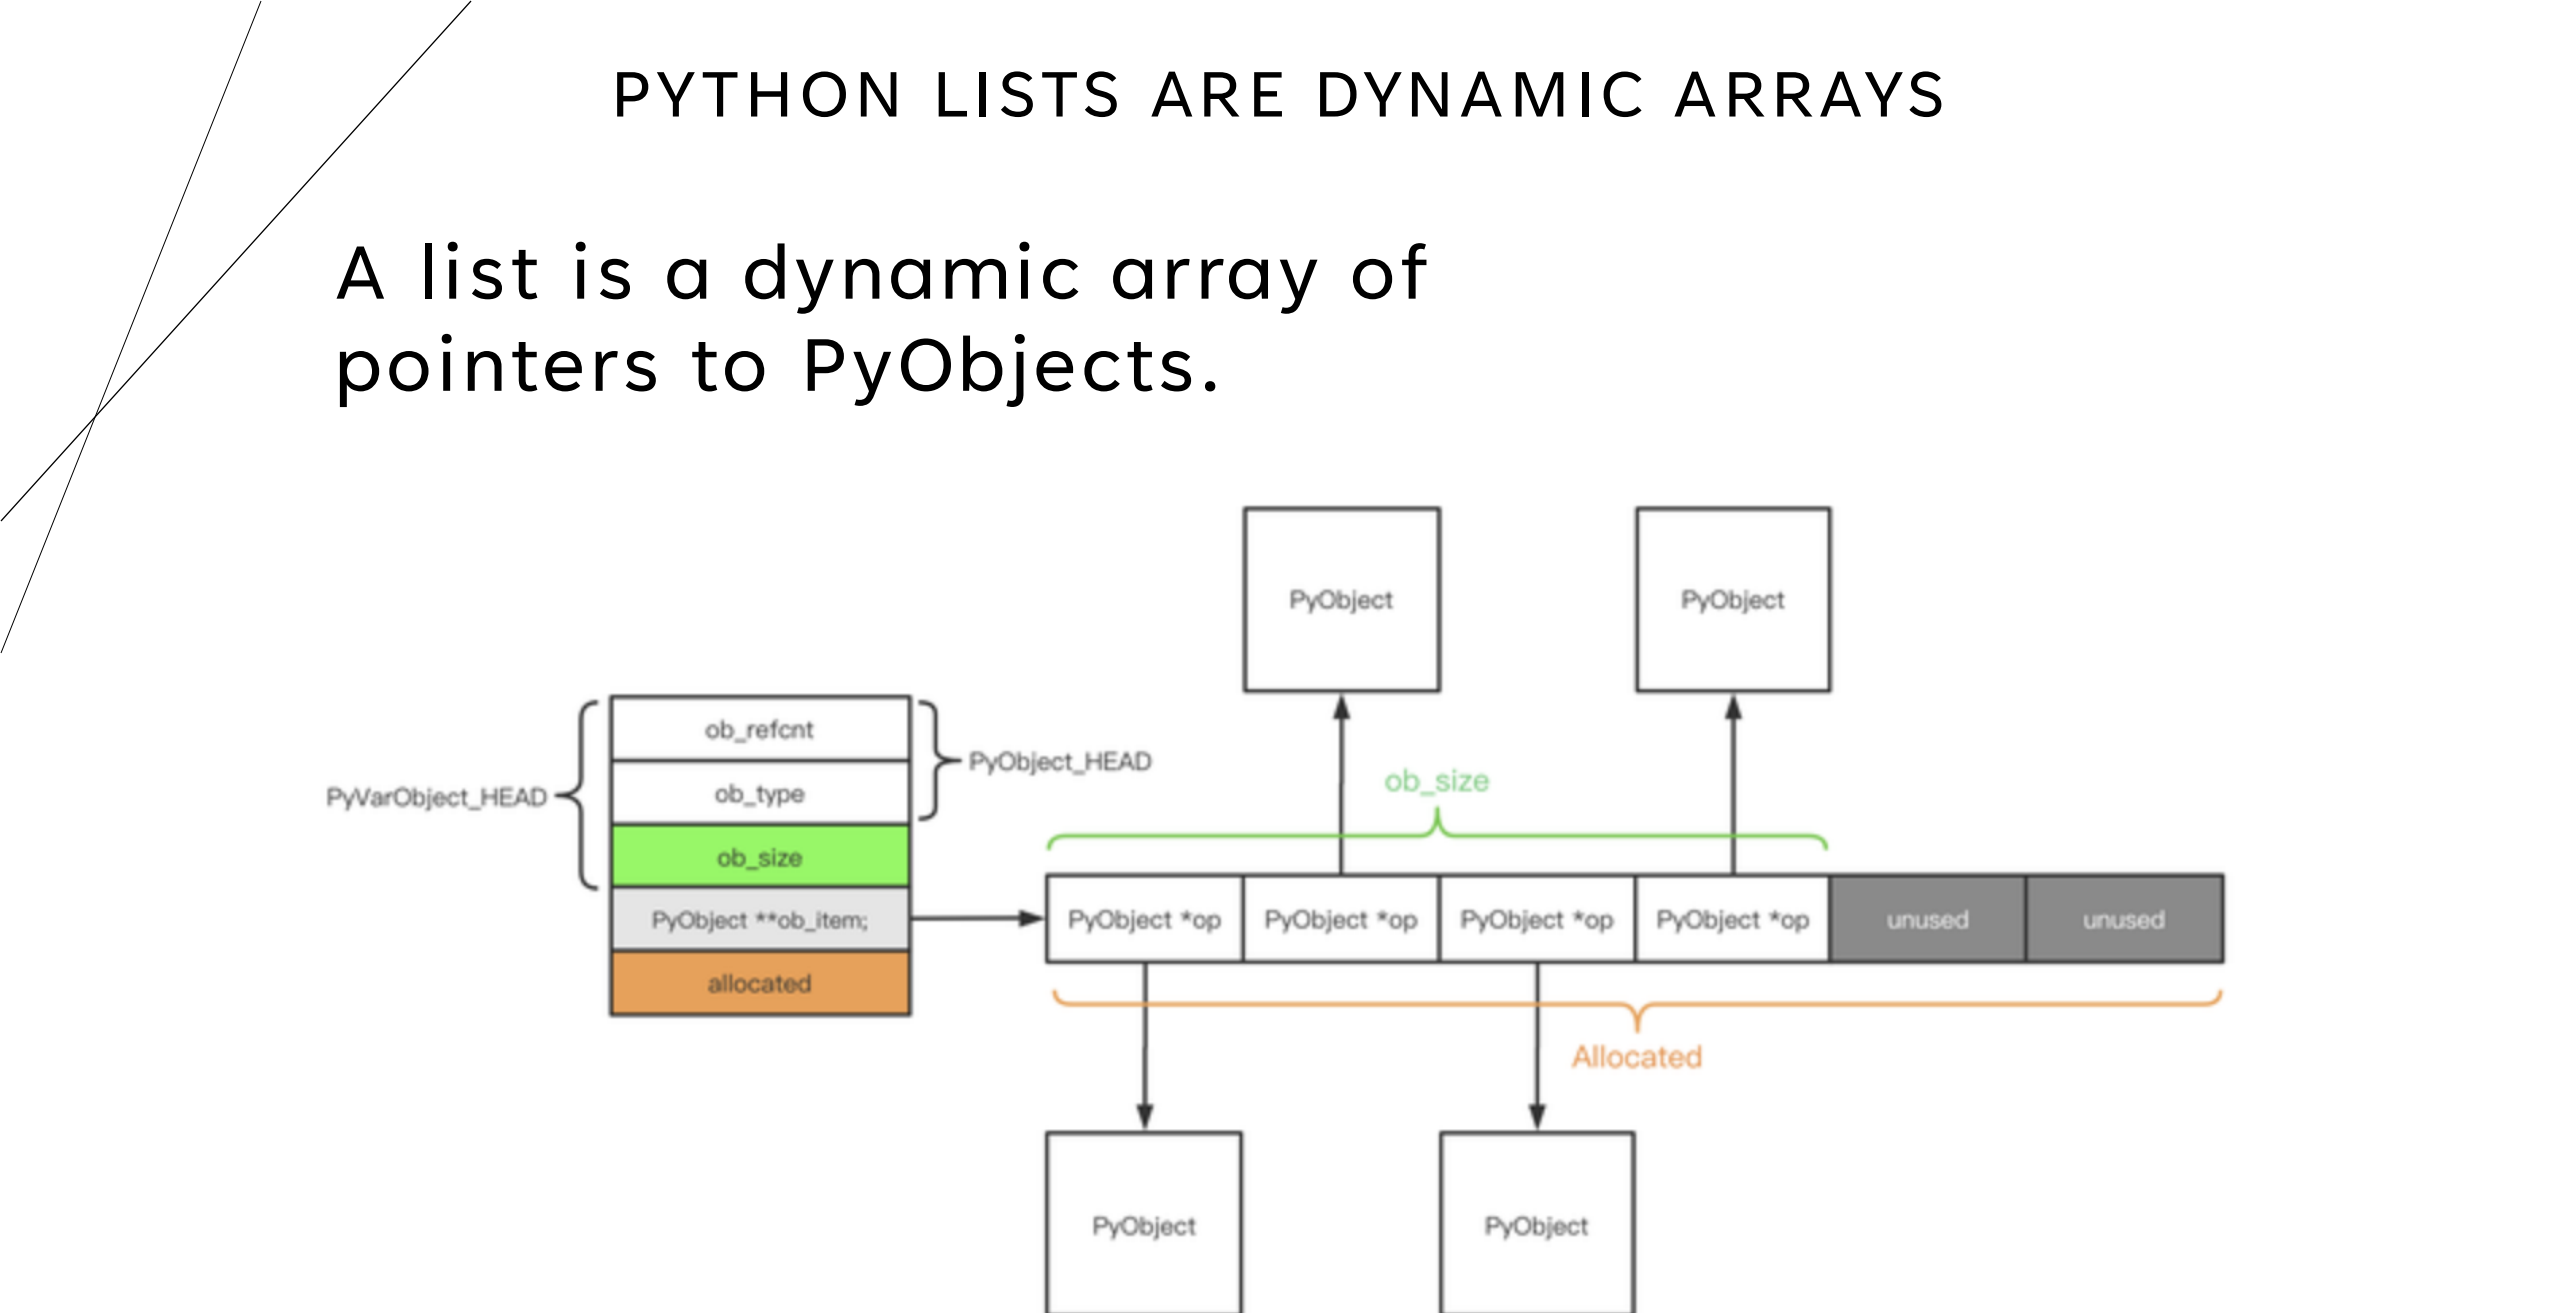 PYTHON LISTS ARE DYNAMIC ARRAYS
A list is a dynamic array of
pointers to PyObjects.
PyObject
PyObject
ob_refcnt
PyObject_HEAD
ob_size
ob_type
PyVarObject_HEAD
ob_size
PyObject **ob_item;
PyObject *op
PyObject *op
PyObject *op
PyObject *op
unused
unused
allocated
Allocated
PyObject
PyObject